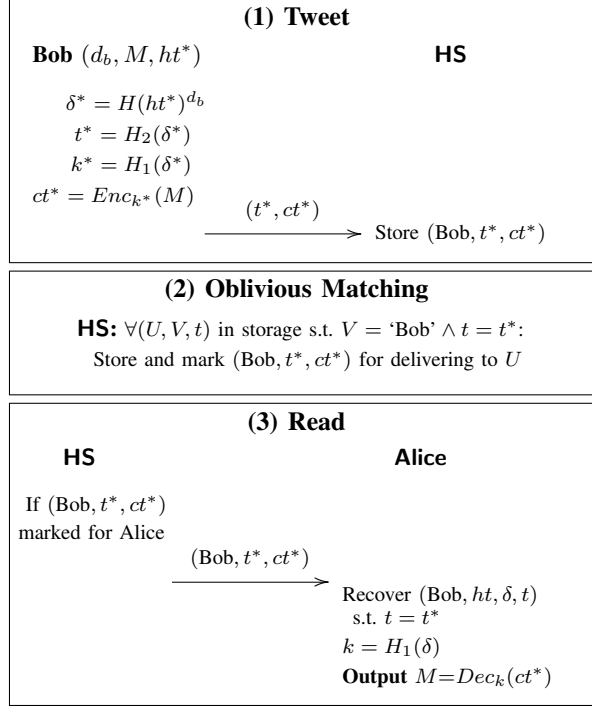 (1) Tweet
Bob (d_b, M, ht*) HS
δ* = H(ht*)^{d_b}
t* = H_2(δ*)
k* = H_1(δ*)
ct* = Enc_{k*}(M)
(t*, ct*)
Store (Bob, t*, ct*)
(2) Oblivious Matching
HS: ∀(U, V, t) in storage s.t. V = ‘Bob’ ∧ t = t*:
Store and mark (Bob, t*, ct*) for delivering to U
(3) Read
HS Alice
If (Bob, t*, ct*)
marked for Alice
(Bob, t*, ct*)
Recover (Bob, ht, δ, t)
s.t. t = t*
k = H_1(δ)
Output M=Dec_k(ct*)